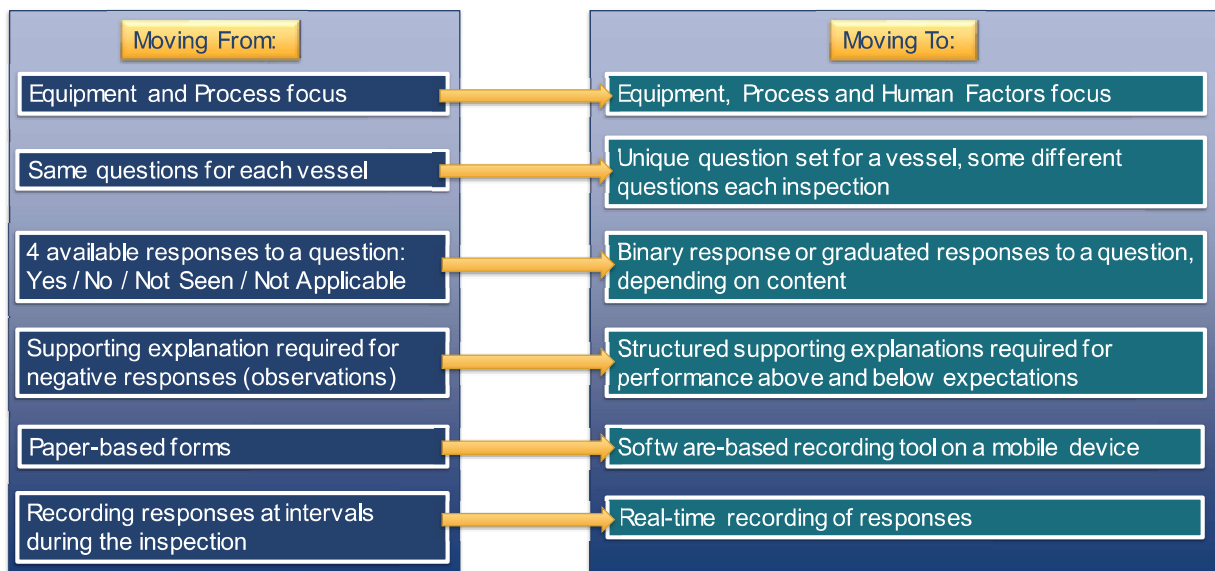 Moving From:
Moving To:
Equipment and Process focus
Equipment, Process and Human Factors focus
Same questions for each vessel
Unique question set for a vessel, some different
questions each inspection
4 available responses to a question:
Yes / No / Not Seen / Not Applicable
Binary response or graduated responses to a question,
depending on content
Supporting explanation required for
negative responses (observations)
Structured supporting explanations required for
performance above and below expectations
Paper-based forms
Software-based recording tool on a mobile device
Recording responses at intervals
during the inspection
Real-time recording of responses